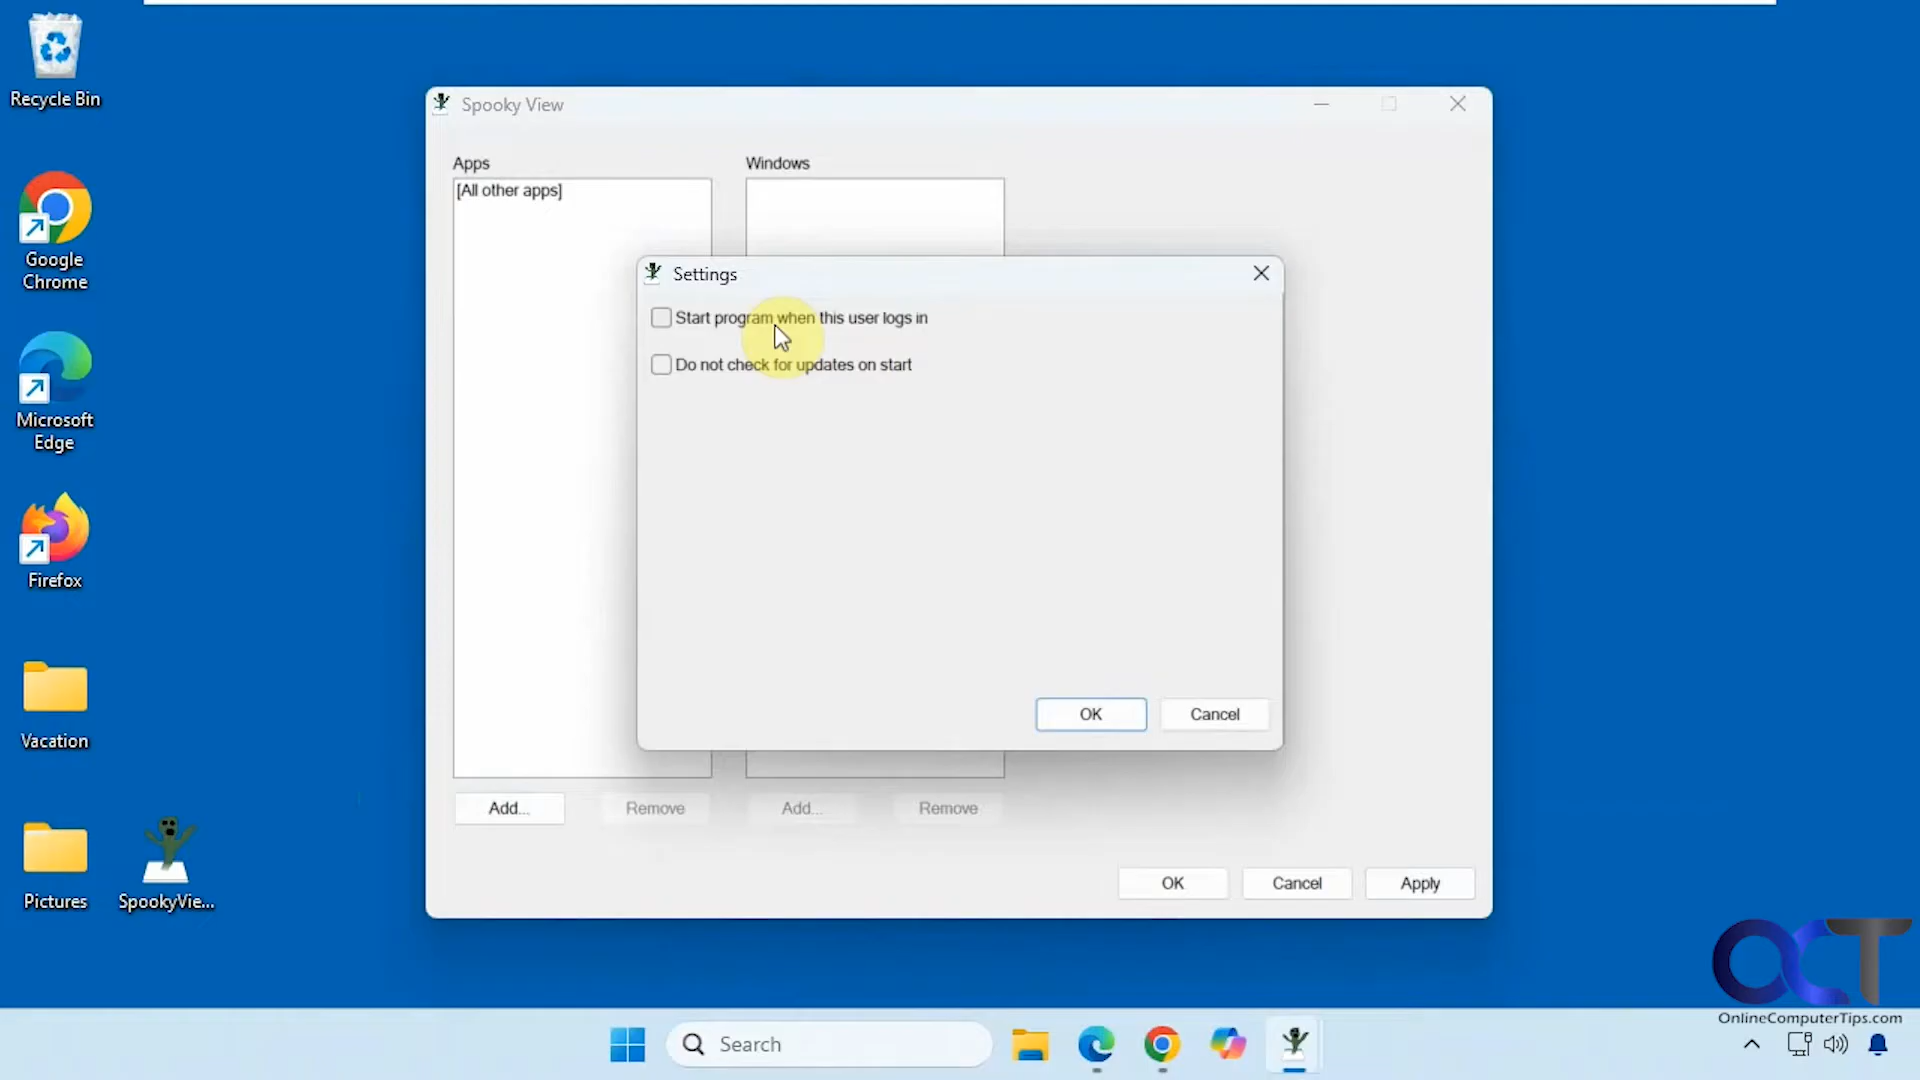 Recycle Bin
Google
Chrome
Microsoft
Edge
Firefox
Vacation
Pictures
SpookyVie...
Spooky View
Apps
Windows
[All other apps]
Settings
Start program when this user logs in
Do not check for updates on start
OK
Cancel
Add...
Remove
Add...
Remove
OK
Cancel
Apply
OCT
OnlineComputerTips.com
Search